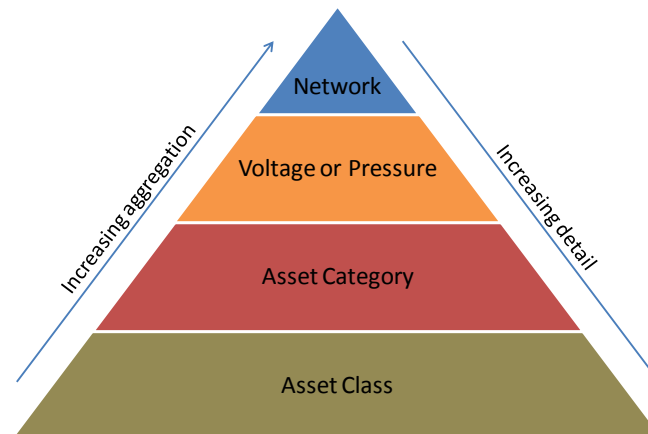 Network
Increasing aggregation
Increasing detail
Voltage or Pressure
Asset Category
Asset Class